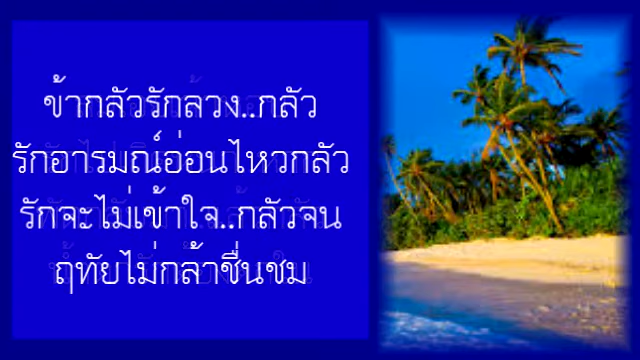 ข้ากลัวรักลวง..กลัว
รักอารมณ์อ่อนไหวกลัว
รักจะไม่เข้าใจ..กลัวจน
ฤทัยไม่กล้าชื่นชม